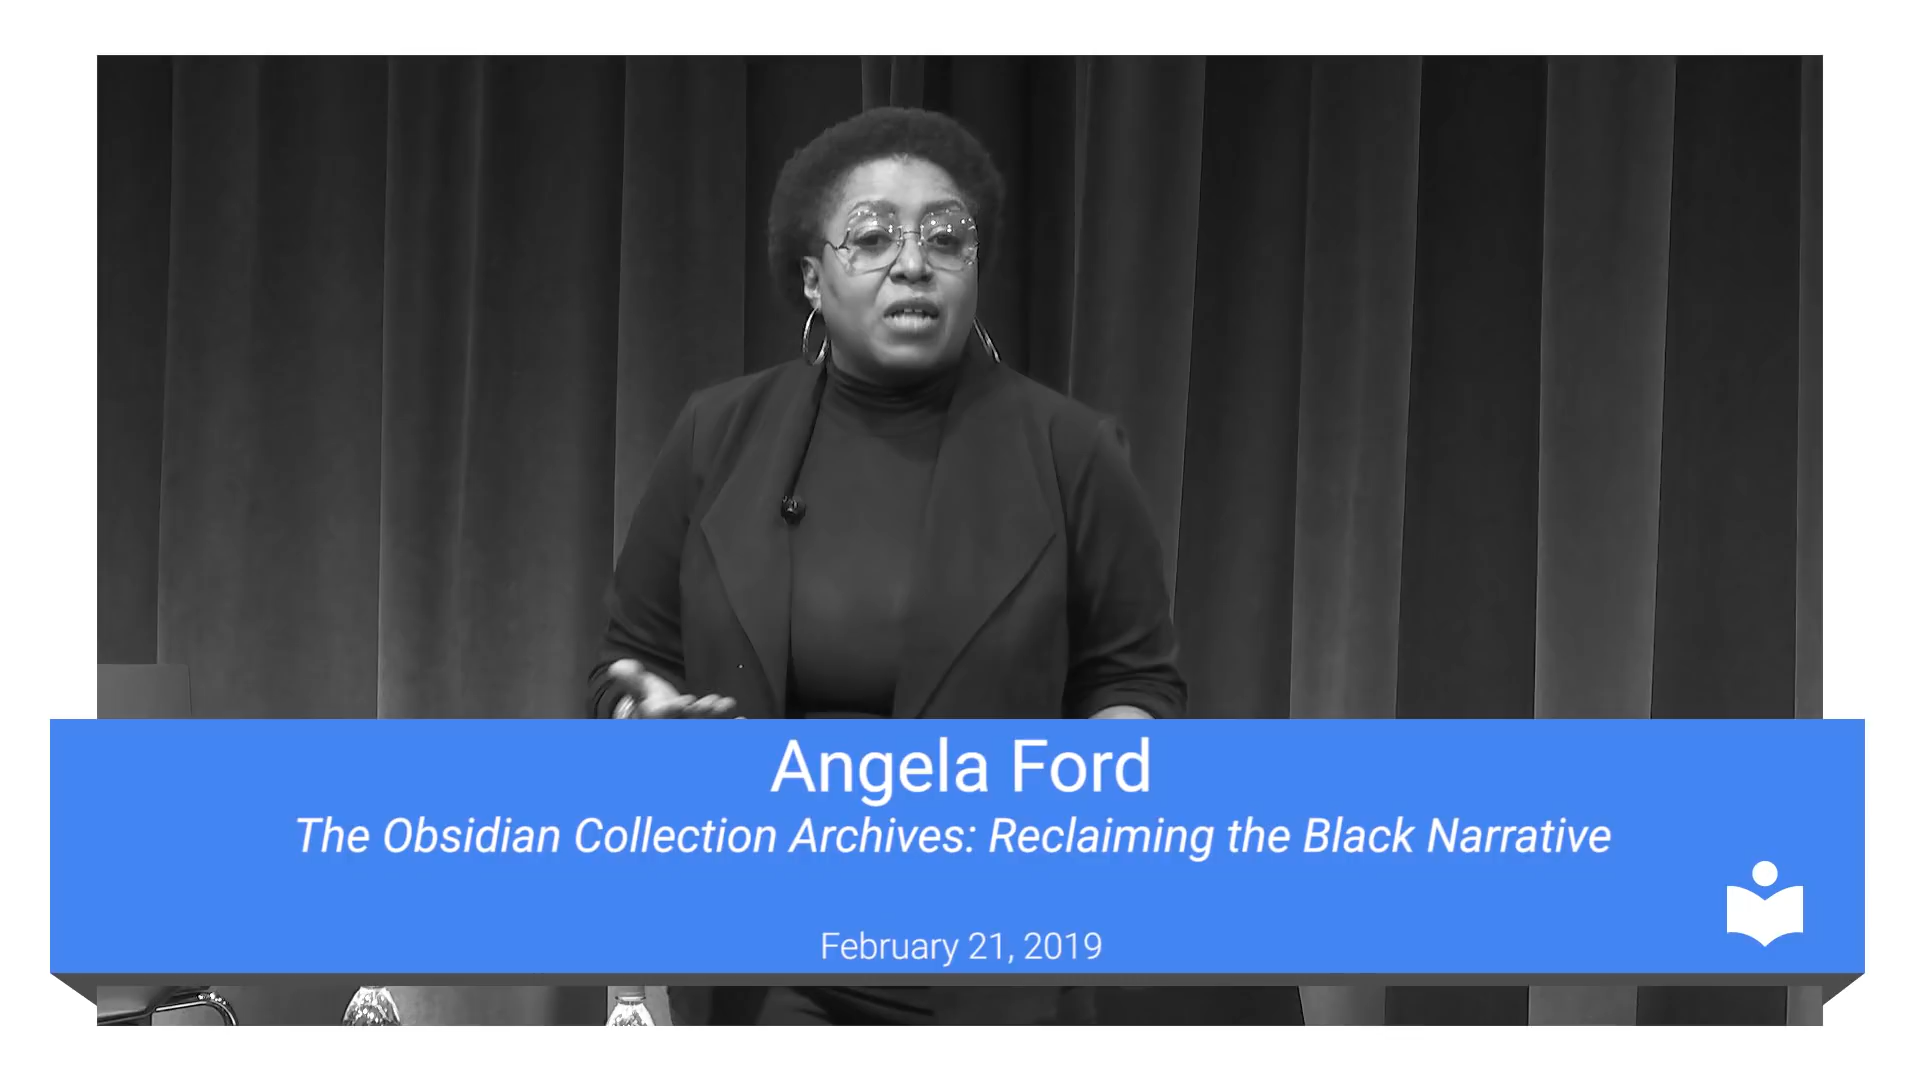 Angela Ford
The Obsidian Collection Archives: Reclaiming the Black Narrative
February 21, 2019